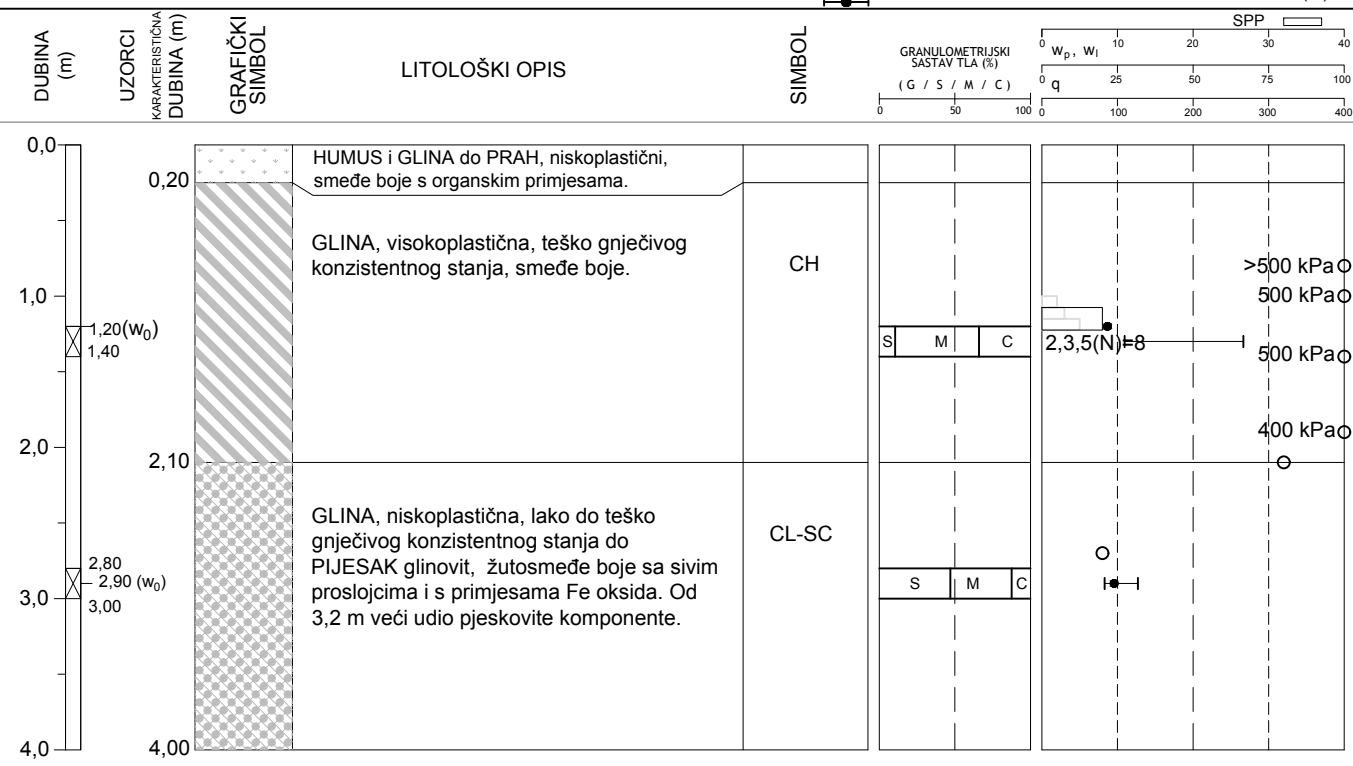 SPP
DUBINA
(m)
UZORCI
KARAKTERISTIČNA
DUBINA (m)
GRAFIČKI
SIMBOL
LITOLOŠKI OPIS
SIMBOL
GRANULOMETRIJSKI
SASTAV TLA (%)
( G / S / M / C )
0 50 100
0 10 20 30 40
wp, wl
0 25 50 75 100
q
0 100 200 300 400
0,0
HUMUS i GLINA do PRAH, niskoplastični,
smeđe boje s organskim primjesama.
0,20
GLINA, visokoplastična, teško gnječivog
konzistentnog stanja, smeđe boje.
CH
>500 kPa
1,0
500 kPa
1,20(w0)
1,40
S M C
2,3,5(N)=8
500 kPa
400 kPa
2,0
2,10
GLINA, niskoplastična, lako do teško
gnječivog konzistentnog stanja do
PIJESAK glinovit, žutosmeđe boje sa sivim
proslojcima i s primjesama Fe oksida. Od
3,2 m veći udio pjeskovite komponente.
CL-SC
2,80
2,90 (w0)
3,00
S M C
3,0
4,0
4,00